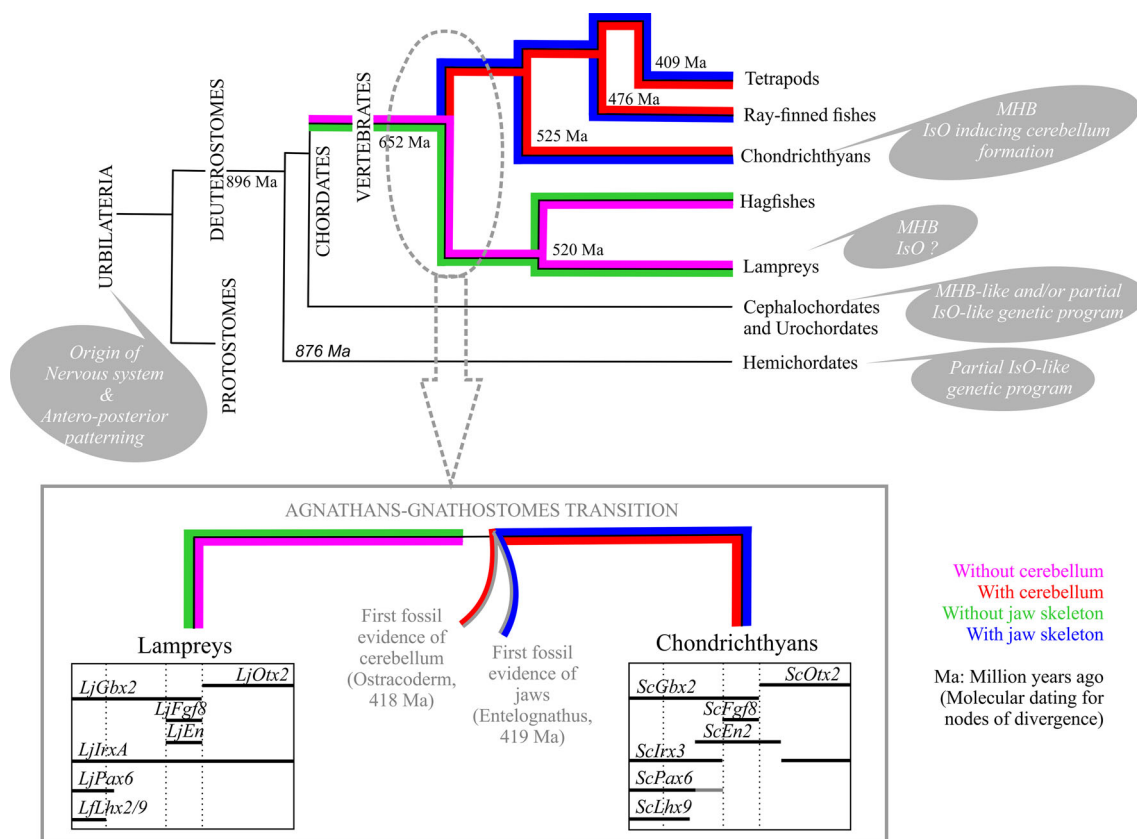 409 Ma
Tetrapods
476 Ma
Ray-finned fishes
525 Ma
Chondrichthyans
MHB
IsO inducing cerebellum
formation
652 Ma
VERTEBRATES
CHORDATES
896 Ma
DEUTEROSTOMES
URBILATERIA
PROTOSTOMES
Hagfishes
520 Ma
Lampreys
MHB
IsO ?
Cephalochordates
and Urochordates
MHB-like and/or partial
IsO-like genetic program
876 Ma
Hemichordates
Partial IsO-like
genetic program
Origin of
Nervous system
&
Antero-posterior
patterning
AGNATHANS-GNATHOSTOMES TRANSITION
Lampreys
First fossil
evidence of
cerebellum
(Ostracoderm,
418 Ma)
First fossil
evidence of
jaws
(Entelognathus,
419 Ma)
Chondrichthyans
LjOtx2
LjGbx2
LjFgf8
LjEn
LjIrxA
LjPax6
LfLhx2/9
ScOtx2
ScGbx2
ScFgf8
ScEn2
ScIrx3
ScPax6
ScLhx9
Without cerebellum
With cerebellum
Without jaw skeleton
With jaw skeleton
Ma: Million years ago
(Molecular dating for
nodes of divergence)